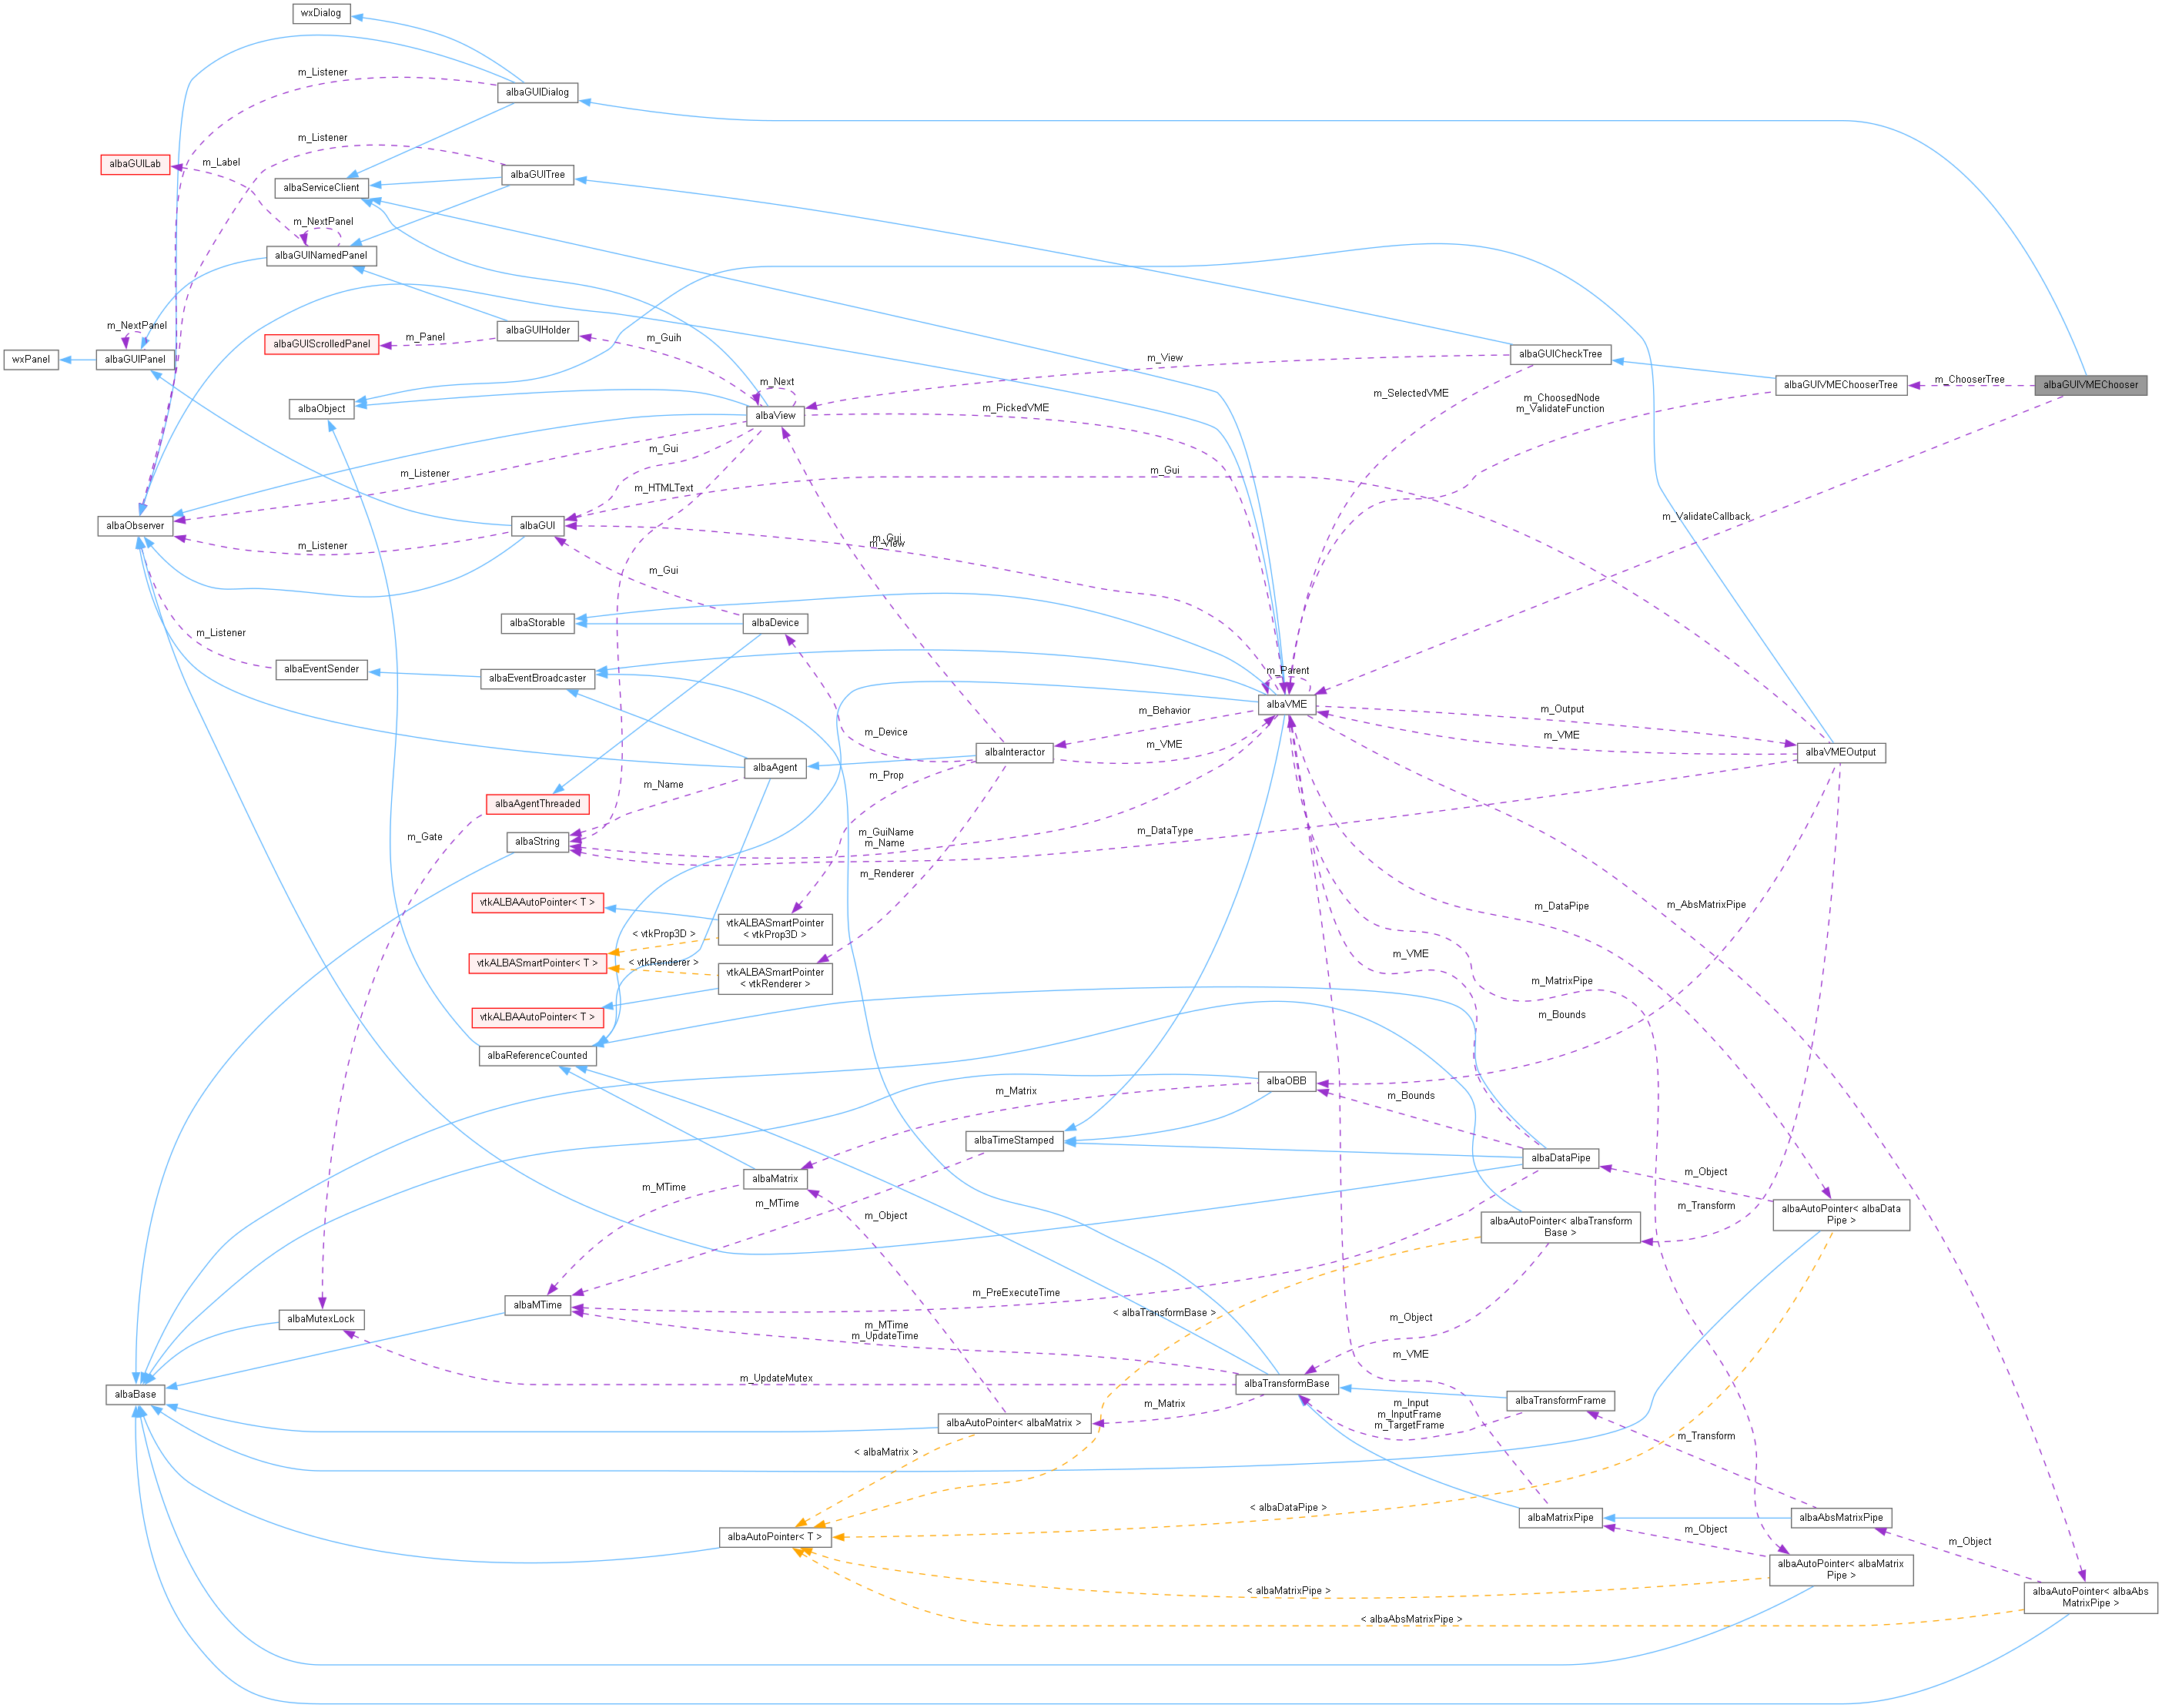 wxDialog
m_Listener
albaGUIDialog
m_Listener
albaGUILab
m_Label
albaGUITree
albaServiceClient
m_NextPanel
albaGUINamedPanel
m_NextPanel
albaGUIHolder
m_Guih
m_Panel
albaGUIScrolledPanel
wxPanel
albaGUIPanel
m_View
albaGUICheckTree
m_Next
m_SelectedVME
albaGUIVMEChooserTree
m_ChooserTree
albaGUIVMEChooser
albaObject
albaView
m_PickedVME
m_ChoosedNode
m_ValidateFunction
m_Gui
m_Listener
m_HTMLText
m_Gui
m_ValidateCallback
albaObserver
albaGUI
m_Listener
m_Gui
m_View
m_Gui
albaStorable
albaDevice
m_Listener
albaEventSender
albaEventBroadcaster
m_Parent
albaVME
m_Behavior
m_Output
m_Device
m_VME
m_VME
albaInteractor
albaVMEOutput
albaAgent
m_Prop
m_Name
albaAgentThreaded
m_Gate
albaString
m_GuiName
m_Name
m_DataType
m_Renderer
vtkALBAAutoPointer< T >
vtkALBASmartPointer
< vtkProp3D >
m_DataPipe
m_AbsMatrixPipe
< vtkProp3D >
vtkALBASmartPointer< T >
< vtkRenderer >
m_VME
vtkALBASmartPointer
< vtkRenderer >
m_MatrixPipe
vtkALBAAutoPointer< T >
m_Bounds
albaReferenceCounted
albaOBB
m_Matrix
m_Bounds
albaTimeStamped
albaDataPipe
m_Object
albaMatrix
m_MTime
m_MTime
m_Object
m_Transform
albaAutoPointer< albaData
Pipe >
albaAutoPointer< albaTransform
Base >
m_PreExecuteTime
albaMTime
< albaTransformBase >
albaMutexLock
m_MTime
m_UpdateTime
m_Object
m_VME
m_UpdateMutex
albaBase
albaTransformBase
albaTransformFrame
m_Matrix
m_Input
m_InputFrame
m_TargetFrame
albaAutoPointer< albaMatrix >
m_Transform
< albaMatrix >
< albaDataPipe >
albaMatrixPipe
albaAbsMatrixPipe
albaAutoPointer< T >
m_Object
m_Object
albaAutoPointer< albaMatrix
Pipe >
< albaMatrixPipe >
albaAutoPointer< albaAbs
MatrixPipe >
< albaAbsMatrixPipe >